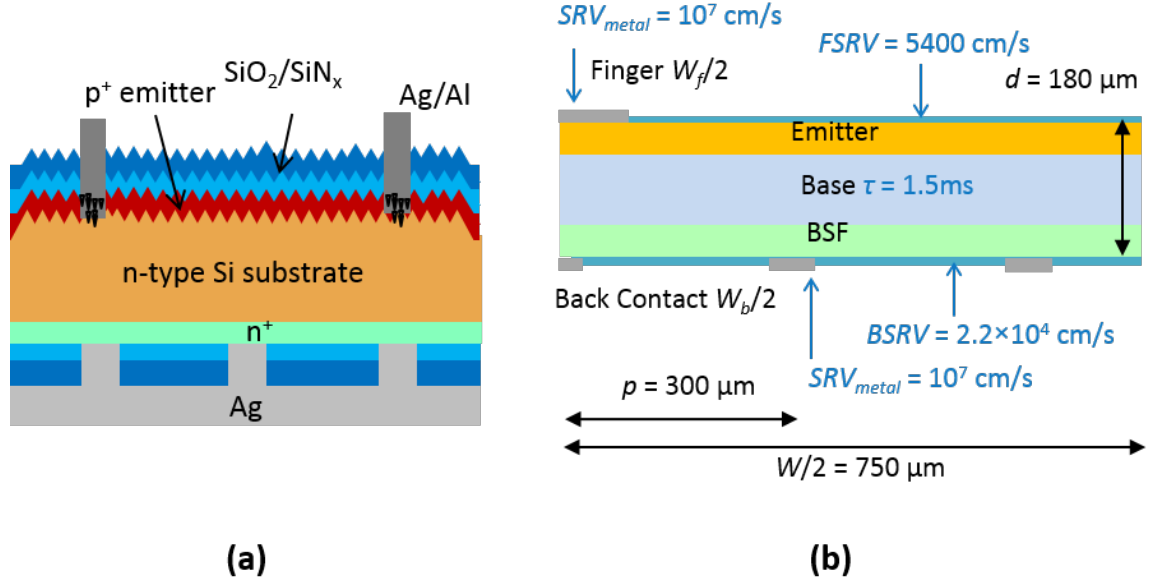 SiO₂/SiNₓ
p⁺ emitter
Ag/Al
n-type Si substrate
n⁺
Ag
(a)
SRV_metal = 10⁷ cm/s
FSRV = 5400 cm/s
Finger W_f/2
d = 180 μm
Emitter
Base τ = 1.5ms
BSF
Back Contact W_b/2
BSRV = 2.2×10⁴ cm/s
SRV_metal = 10⁷ cm/s
p = 300 μm
W/2 = 750 μm
(b)